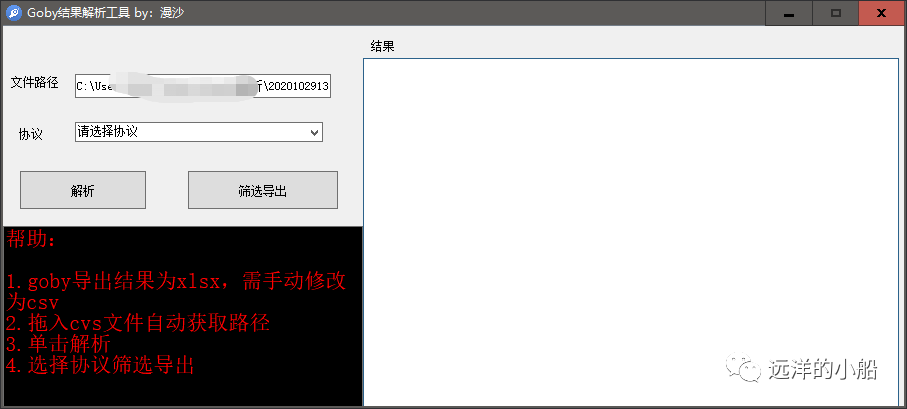 Goby结果解析工具 by: 漫沙
结果
文件路径
C:\Use 斤\2020102913
协议
请选择协议
解析
筛选导出
帮助:
1.goby导出结果为xlsx, 需手动修改
为csv
2.拖入cvs文件自动获取路径
3.单击解析
4.选择协议筛选导出
远洋的小船